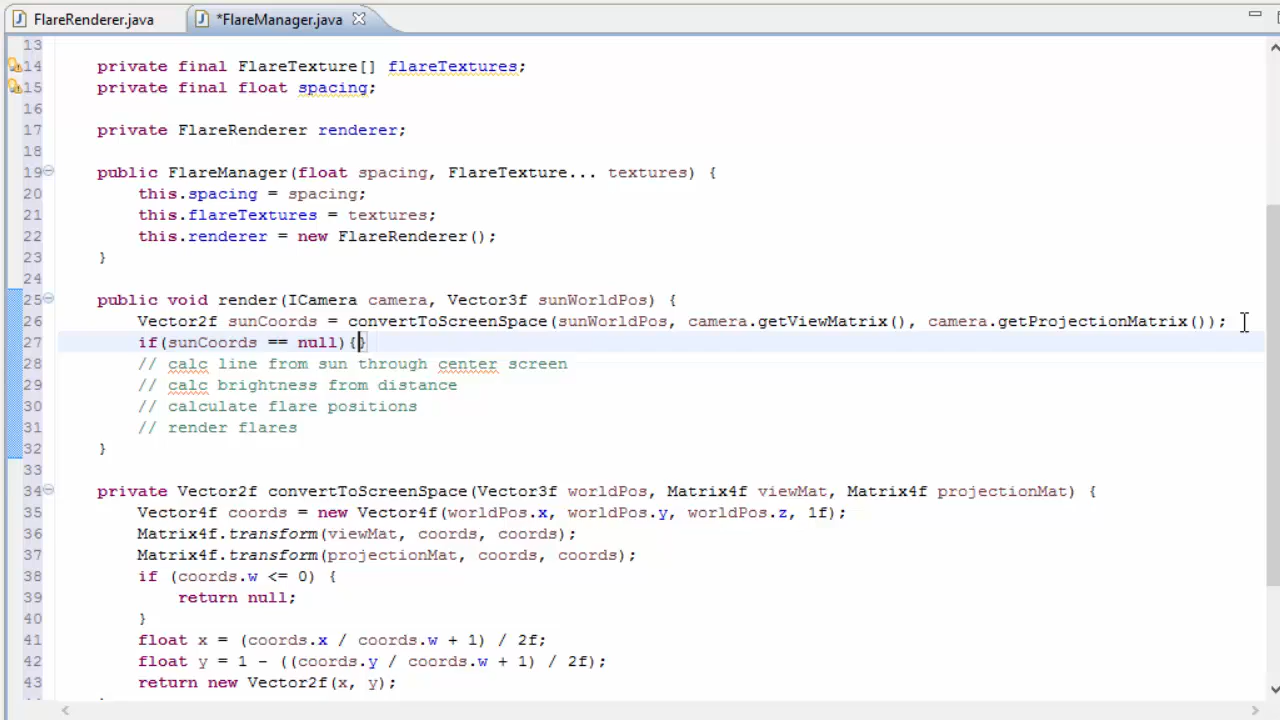 FlareRenderer.java *FlareManager.java
13
14 private final FlareTexture[] flareTextures;
15 private final float spacing;
16
17 private FlareRenderer renderer;
18
19 public FlareManager(float spacing, FlareTexture... textures) {
20 this.spacing = spacing;
21 this.flareTextures = textures;
22 this.renderer = new FlareRenderer();
23 }
24
25 public void render(ICamera camera, Vector3f sunWorldPos) {
26 Vector2f sunCoords = convertToScreenSpace(sunWorldPos, camera.getViewMatrix(), camera.getProjectionMatrix());
27 if(sunCoords == null){}
28 // calc line from sun through center screen
29 // calc brightness from distance
30 // calculate flare positions
31 // render flares
32 }
33
34 private Vector2f convertToScreenSpace(Vector3f worldPos, Matrix4f viewMat, Matrix4f projectionMat) {
35 Vector4f coords = new Vector4f(worldPos.x, worldPos.y, worldPos.z, 1f);
36 Matrix4f.transform(viewMat, coords, coords);
37 Matrix4f.transform(projectionMat, coords, coords);
38 if (coords.w <= 0) {
39 return null;
40 }
41 float x = (coords.x / coords.w + 1) / 2f;
42 float y = 1 - ((coords.y / coords.w + 1) / 2f);
43 return new Vector2f(x, y);